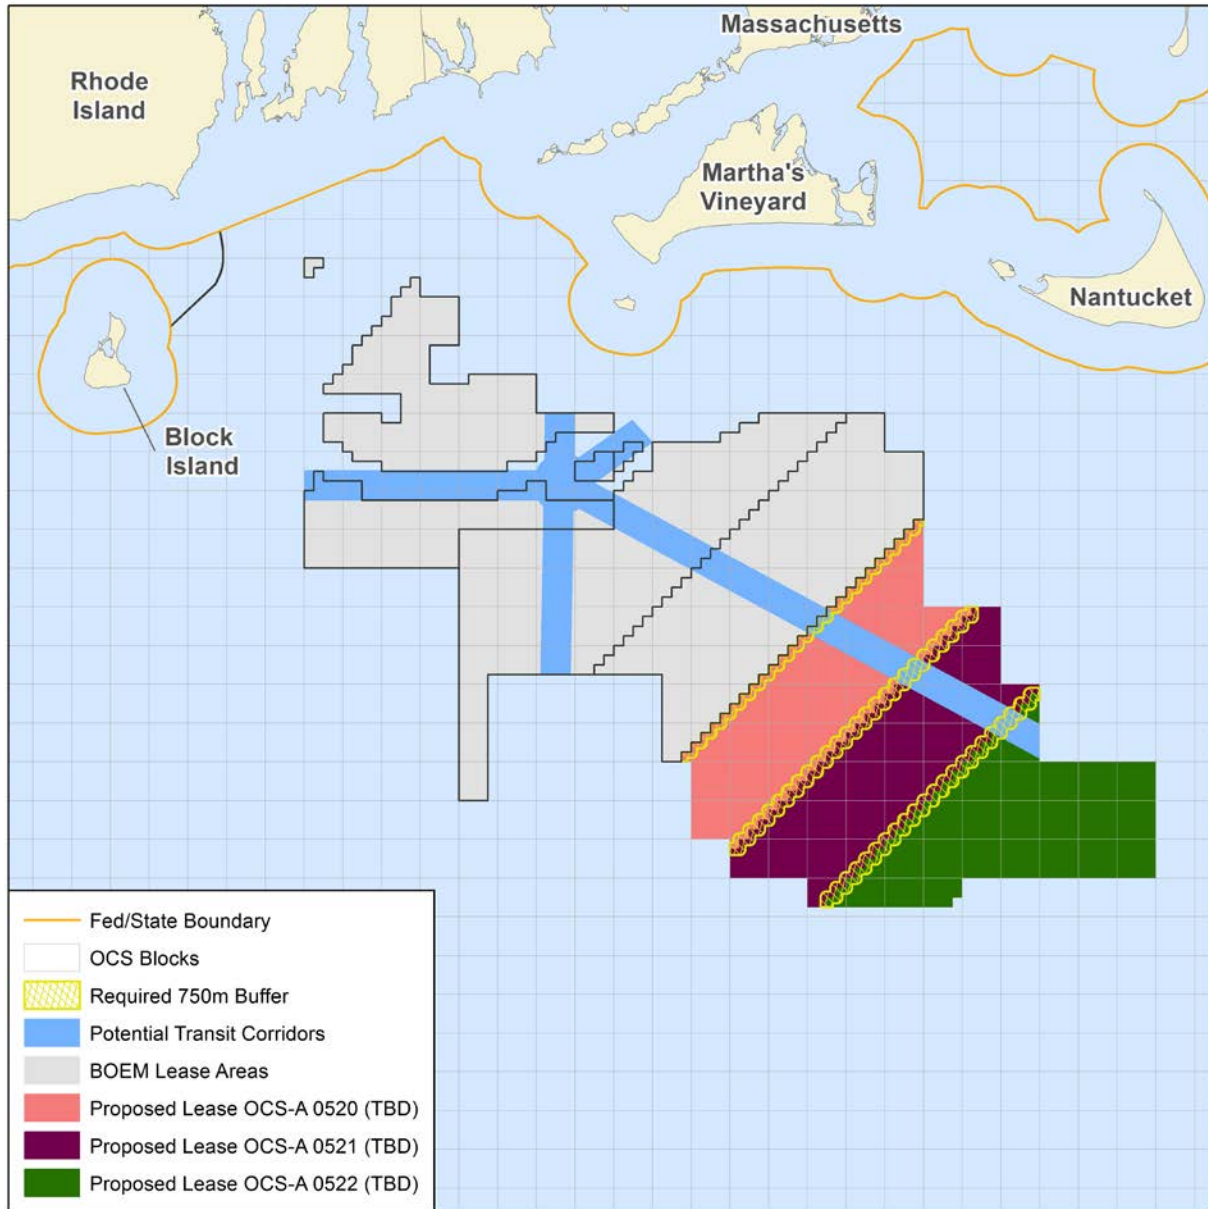 Massachusetts
Rhode
Island
Martha's
Vineyard
Nantucket
Block
Island
Fed/State Boundary
OCS Blocks
Required 750m Buffer
Potential Transit Corridors
BOEM Lease Areas
Proposed Lease OCS-A 0520 (TBD)
Proposed Lease OCS-A 0521 (TBD)
Proposed Lease OCS-A 0522 (TBD)